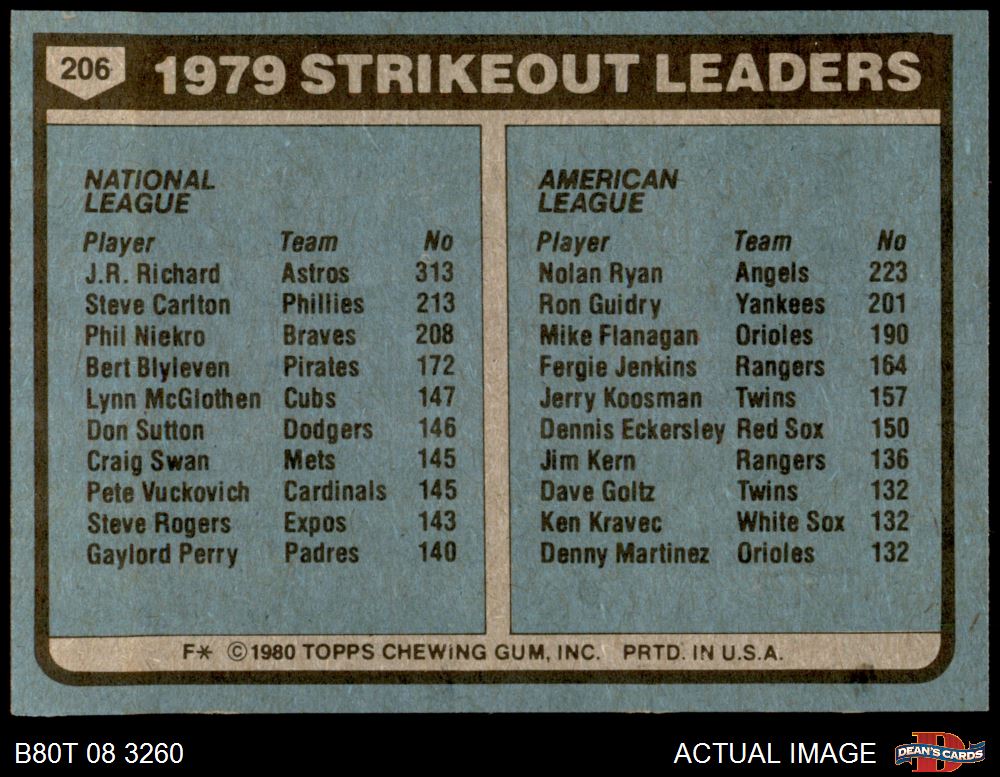 206 1979 STRIKEOUT LEADERS
NATIONAL
LEAGUE
Player Team No
J.R. Richard Astros 313
Steve Carlton Phillies 213
Phil Niekro Braves 208
Bert Blyleven Pirates 172
Lynn McGlothen Cubs 147
Don Sutton Dodgers 146
Craig Swan Mets 145
Pete Vuckovich Cardinals 145
Steve Rogers Expos 143
Gaylord Perry Padres 140
AMERICAN
LEAGUE
Player Team No
Nolan Ryan Angels 223
Ron Guidry Yankees 201
Mike Flanagan Orioles 190
Fergie Jenkins Rangers 164
Jerry Koosman Twins 157
Dennis Eckersley Red Sox 150
Jim Kern Rangers 136
Dave Goltz Twins 132
Ken Kravec White Sox 132
Denny Martinez Orioles 132
F* © 1980 TOPPS CHEWING GUM, INC. PRTD. IN U.S.A.
B80T 08 3260 ACTUAL IMAGE D DEAN'S CARDS